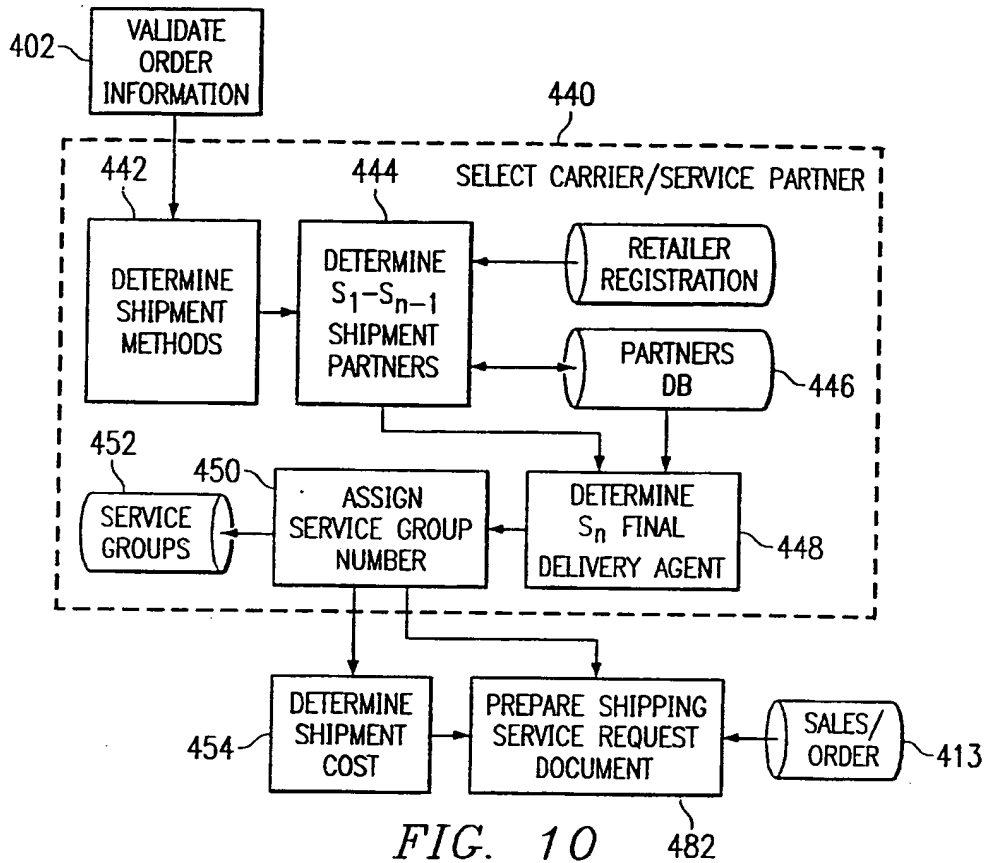 402
VALIDATE
ORDER
INFORMATION
440
SELECT CARRIER/SERVICE PARTNER
442
DETERMINE
SHIPMENT
METHODS
444
DETERMINE
S1–Sn–1
SHIPMENT
PARTNERS
RETAILER
REGISTRATION
PARTNERS
DB
446
452
SERVICE
GROUPS
450
ASSIGN
SERVICE GROUP
NUMBER
DETERMINE
Sn FINAL
DELIVERY AGENT
448
454
DETERMINE
SHIPMENT
COST
PREPARE SHIPPING
SERVICE REQUEST
DOCUMENT
482
SALES/
ORDER
413
FIG. 10